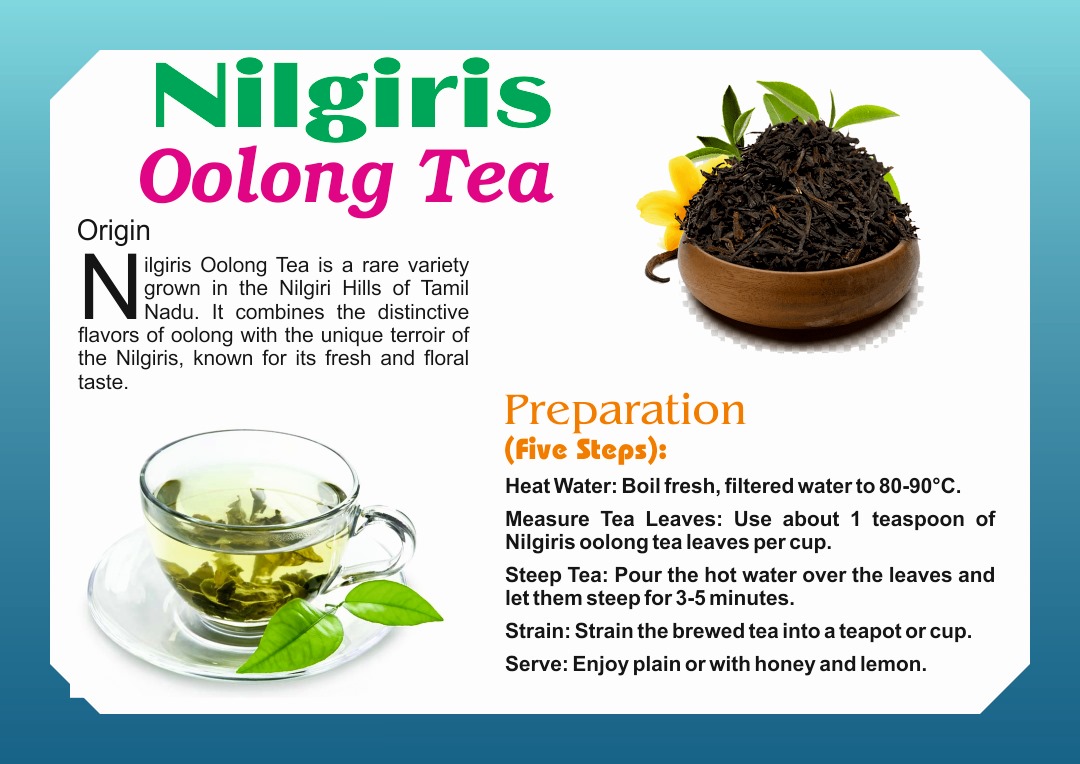 Nilgiris
Oolong Tea
Origin
Nilgiris Oolong Tea is a rare variety
grown in the Nilgiri Hills of Tamil
Nadu. It combines the distinctive
flavors of oolong with the unique terroir of
the Nilgiris, known for its fresh and floral
taste.
Preparation
(Five Steps):
Heat Water: Boil fresh, filtered water to 80-90°C.
Measure Tea Leaves: Use about 1 teaspoon of
Nilgiris oolong tea leaves per cup.
Steep Tea: Pour the hot water over the leaves and
let them steep for 3-5 minutes.
Strain: Strain the brewed tea into a teapot or cup.
Serve: Enjoy plain or with honey and lemon.